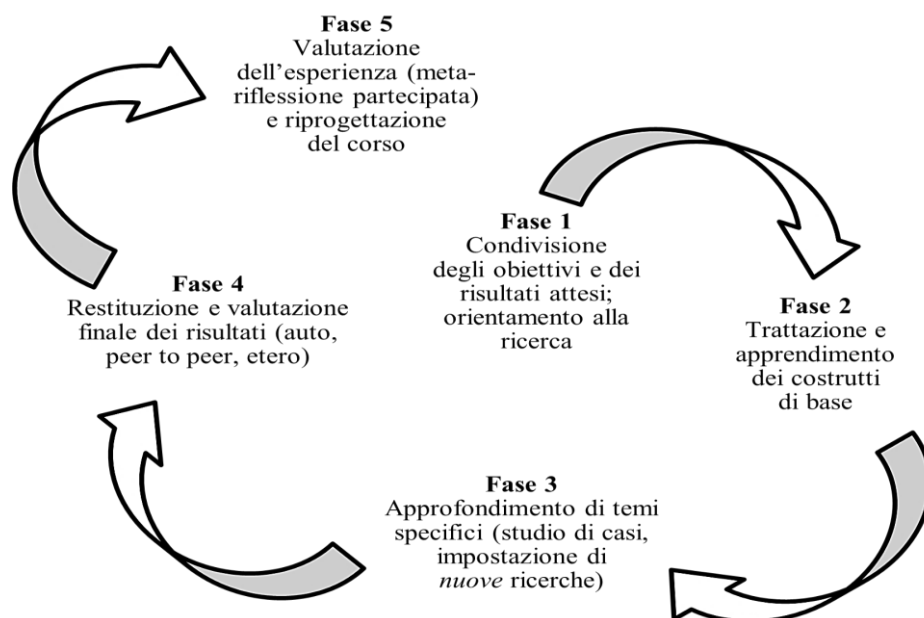 Fase 5
Valutazione
dell'esperienza (meta-
riflessione partecipata)
e riprogettazione
del corso
Fase 1
Condivisione
degli obiettivi e dei
risultati attesi;
orientamento alla
ricerca
Fase 2
Trattazione e
apprendimento
dei costrutti
di base
Fase 3
Approfondimento di temi
specifici (studio di casi,
impostazione di
nuove ricerche)
Fase 4
Restituzione e valutazione
finale dei risultati (auto,
peer to peer, etero)